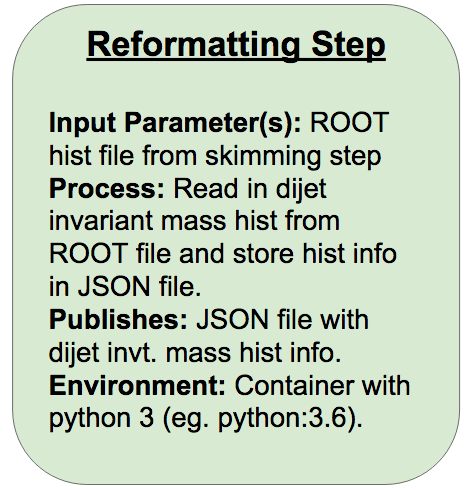 Reformatting Step
Input Parameter(s): ROOT
hist file from skimming step
Process: Read in dijet
invariant mass hist from
ROOT file and store hist info
in JSON file.
Publishes: JSON file with
dijet invt. mass hist info.
Environment: Container with
python 3 (eg. python:3.6).